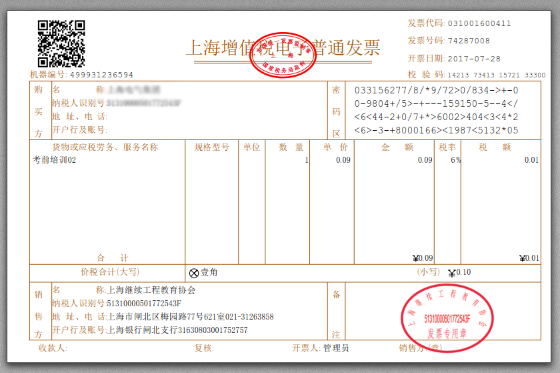 上海增值税电子普通发票
发票代码: 031001600411
发票号码: 74287008
开票日期: 2017-07-28
机器编号: 499931236594
校 验 码: 14213 73413 15721 33300
购买方
名 称:
纳税人识别号:
地 址、电 话:
开户行及账号:
密码区
033156277/8/*9/72>0/834->+-0
0-9804+/5>-+---159150-5--4</
<6<44-2+0/7+*>6002>404<3<4*2
<6>-3-+8000166><1987<5132*05
货物或应税劳务、服务名称 规格型号 单位 数 量 单 价 金 额 税率 税 额
考前培训02 1 0.09 0.09 6% 0.01
合 计 ¥0.09 ¥0.01
价税合计(大写) ⊗壹角 (小写) ¥0.10
销售方
名 称:上海继续工程教育协会
纳税人识别号:51310000501772543F
地 址、电 话:上海市闸北区梅园路77号621室021-31263858
开户行及账号:上海银行闸北支行31630803001752757
备注
上海继续工程教育协会
51310000501772543F
发票专用章
收款人: 复核: 开票人: 管理员 销售方:(章)